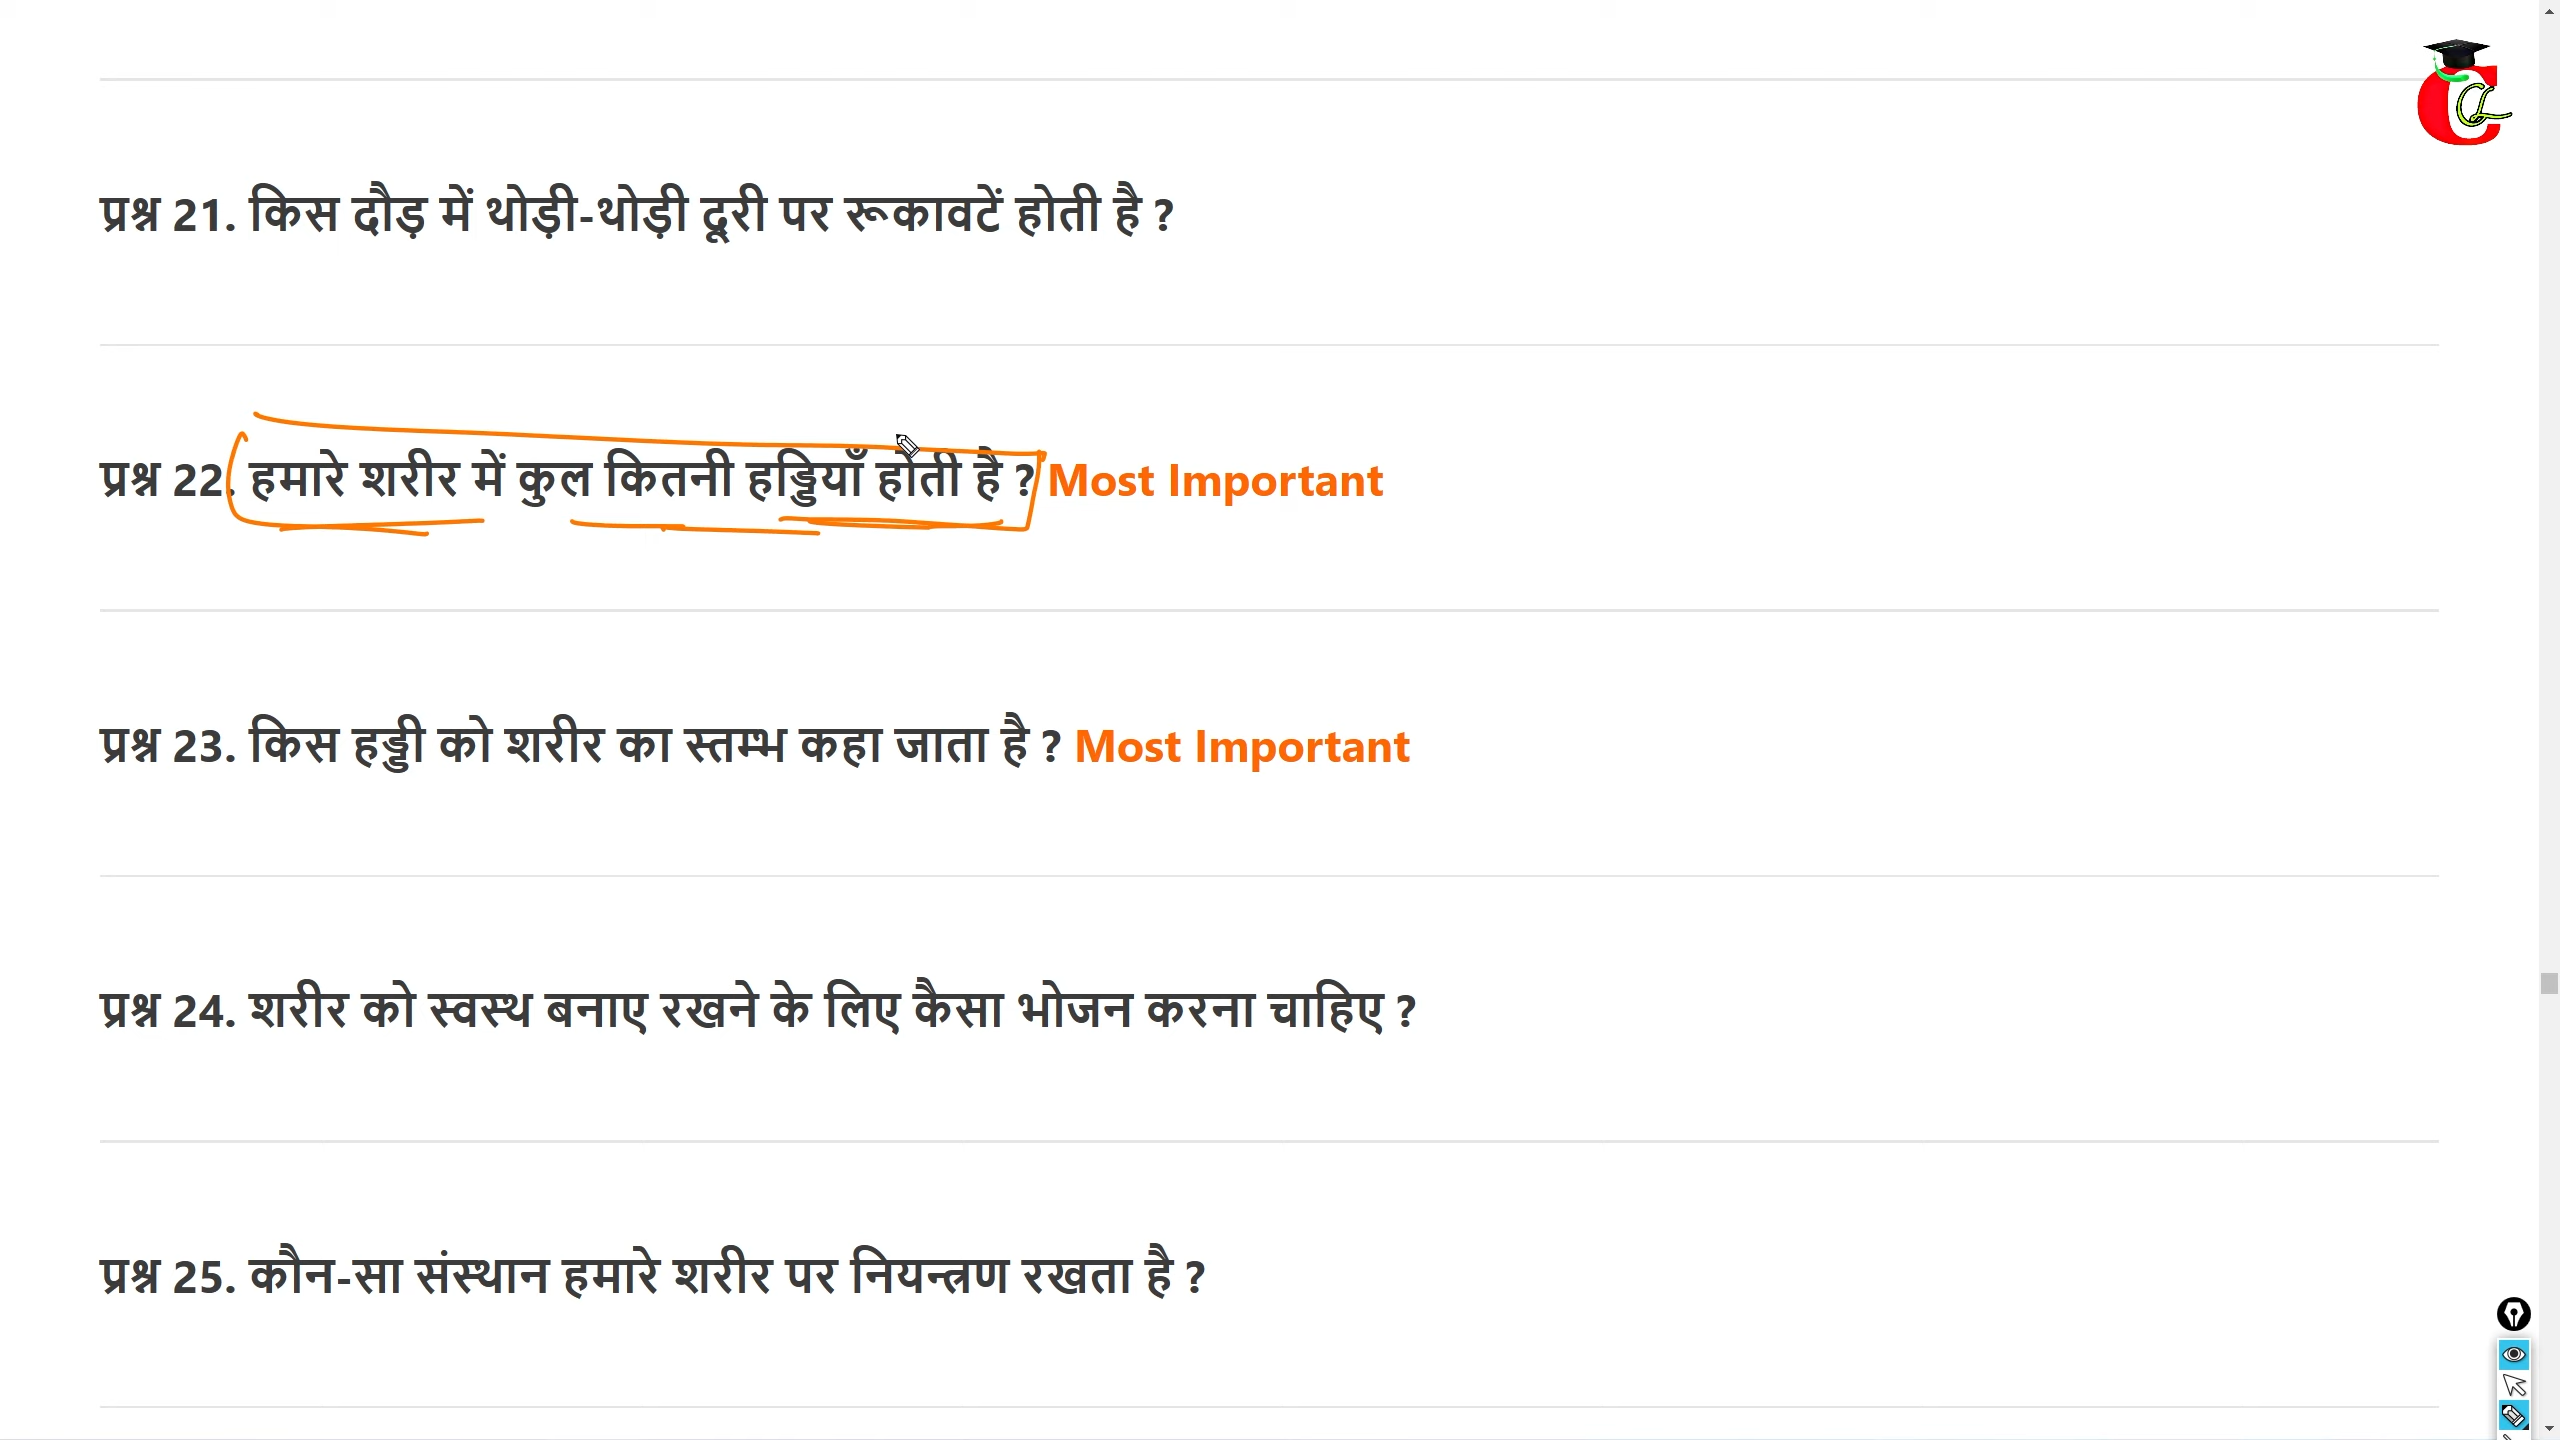 प्रश्न 21. किस दौड़ में थोड़ी-थोड़ी दूरी पर रूकावटें होती है ?
प्रश्न 22. हमारे शरीर में कुल कितनी हड्डियाँ होती है ? Most Important
प्रश्न 23. किस हड्डी को शरीर का स्तम्भ कहा जाता है ? Most Important
प्रश्न 24. शरीर को स्वस्थ बनाए रखने के लिए कैसा भोजन करना चाहिए ?
प्रश्न 25. कौन-सा संस्थान हमारे शरीर पर नियन्त्रण रखता है ?